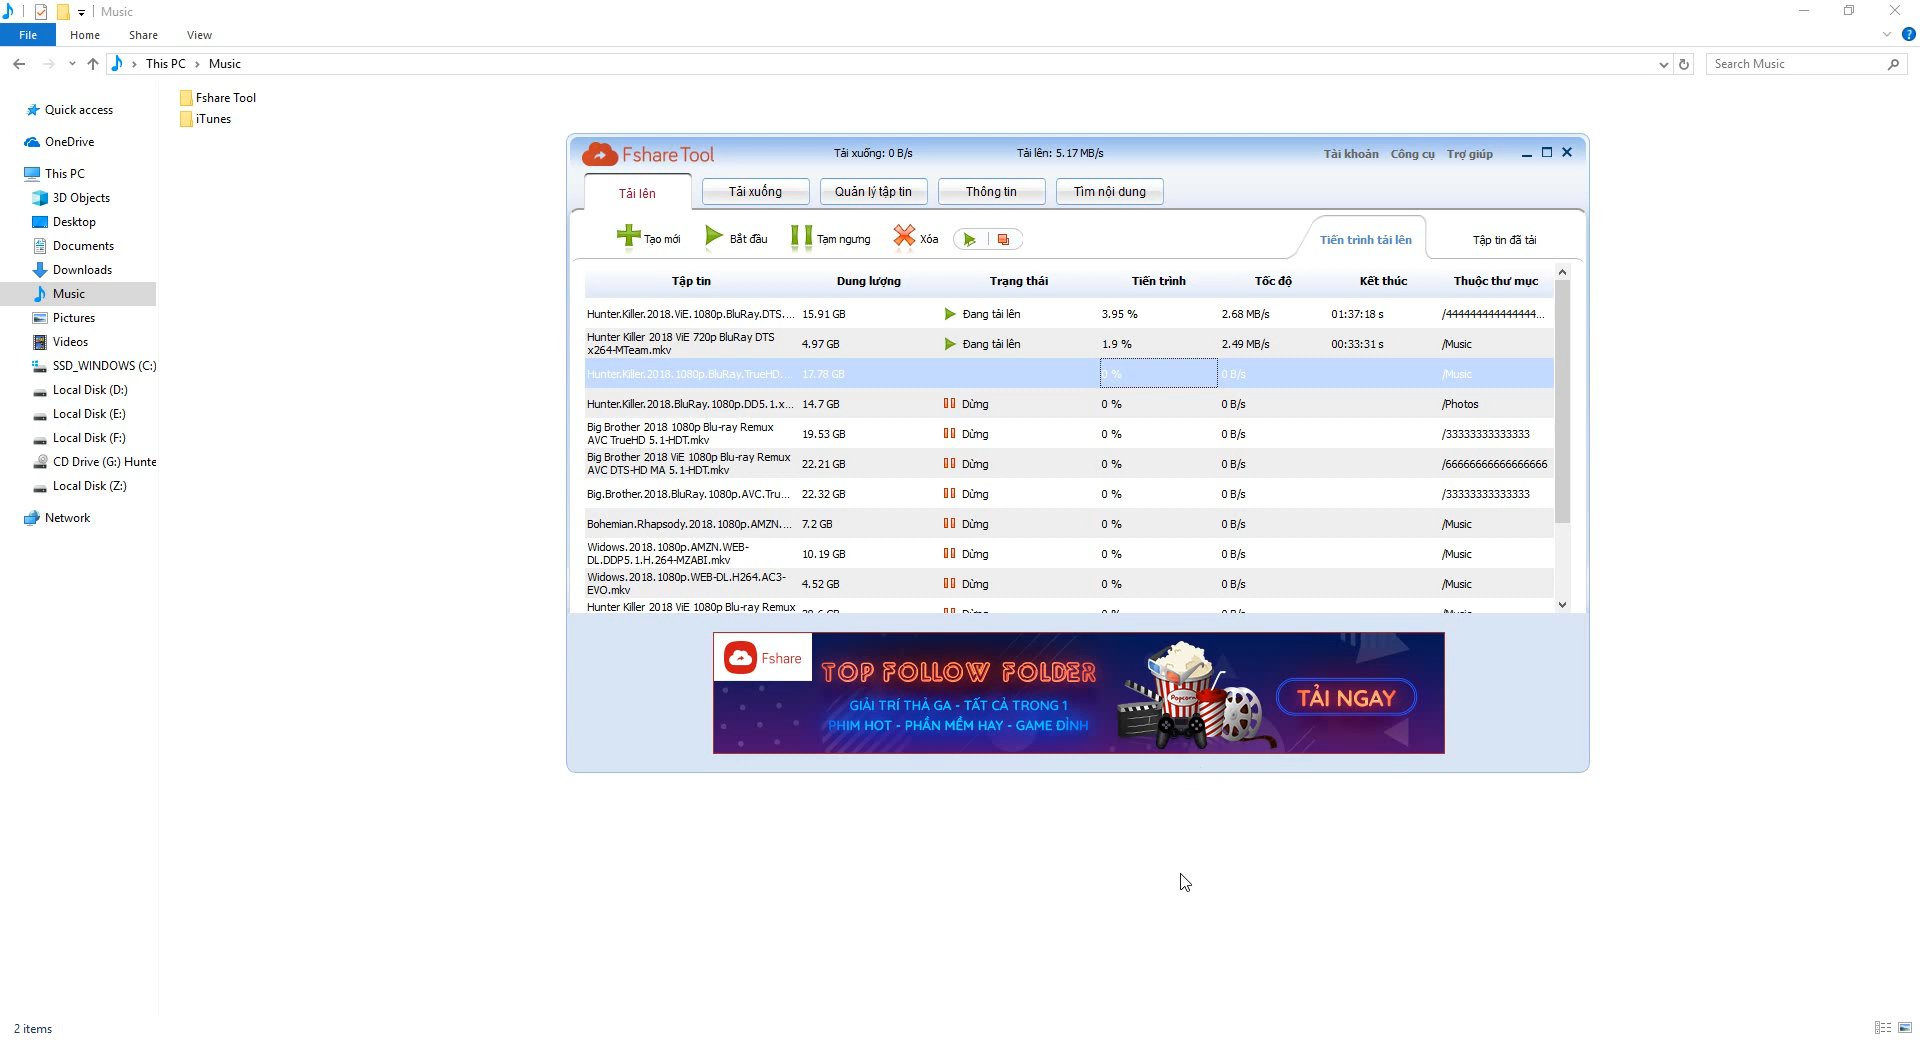 Music
File Home Share View
This PC Music
Search Music
Quick access
OneDrive
This PC
3D Objects
Desktop
Documents
Downloads
Music
Pictures
Videos
SSD_WINDOWS (C:)
Local Disk (D:)
Local Disk (E:)
Local Disk (F:)
CD Drive (G:) Hunte
Local Disk (Z:)
Network
Fshare Tool
iTunes
2 items
Fshare Tool Tải xuống: 0 B/s Tải lên: 5.17 MB/s Tài khoản Công cụ Trợ giúp
Tải lên Tải xuống Quản lý tập tin Thông tin Tìm nội dung
Tạo mới Bắt đầu Tạm ngưng Xóa Tiến trình tải lên Tập tin đã tải
Tập tin Dung lượng Trạng thái Tiến trình Tốc độ Kết thúc Thuộc thư mục
Hunter.Killer.2018.ViE.1080p.BluRay.DTS.... 15.91 GB Đang tải lên 3.95 % 2.68 MB/s 01:37:18 s /44444444444444...
Hunter Killer 2018 ViE 720p BluRay DTS
x264-MTeam.mkv 4.97 GB Đang tải lên 1.9 % 2.49 MB/s 00:33:31 s /Music
Hunter.Killer.2018.1080p.BluRay.TrueHD.... 17.78 GB 0 % 0 B/s /Music
Hunter.Killer.2018.BluRay.1080p.DD5.1.x... 14.7 GB Dừng 0 % 0 B/s /Photos
Big Brother 2018 1080p Blu-ray Remux
AVC TrueHD 5.1-HDT.mkv 19.53 GB Dừng 0 % 0 B/s /33333333333333
Big Brother 2018 ViE 1080p Blu-ray Remux
AVC DTS-HD MA 5.1-HDT.mkv 22.21 GB Dừng 0 % 0 B/s /66666666666666666
Big.Brother.2018.BluRay.1080p.AVC.Tru... 22.32 GB Dừng 0 % 0 B/s /33333333333333
Bohemian.Rhapsody.2018.1080p.AMZN.... 7.2 GB Dừng 0 % 0 B/s /Music
Widows.2018.1080p.AMZN.WEB-
DL.DDP5.1.H.264-MZABI.mkv 10.19 GB Dừng 0 % 0 B/s /Music
Widows.2018.1080p.WEB-DL.H264.AC3-
EVO.mkv 4.52 GB Dừng 0 % 0 B/s /Music
Hunter Killer 2018 ViE 1080p Blu-ray Remux
Fshare
TOP FOLLOW FOLDER
GIẢI TRÍ THẢ GA - TẤT CẢ TRONG 1
PHIM HOT - PHẦN MỀM HAY - GAME ĐỈNH
Popcorn
TẢI NGAY